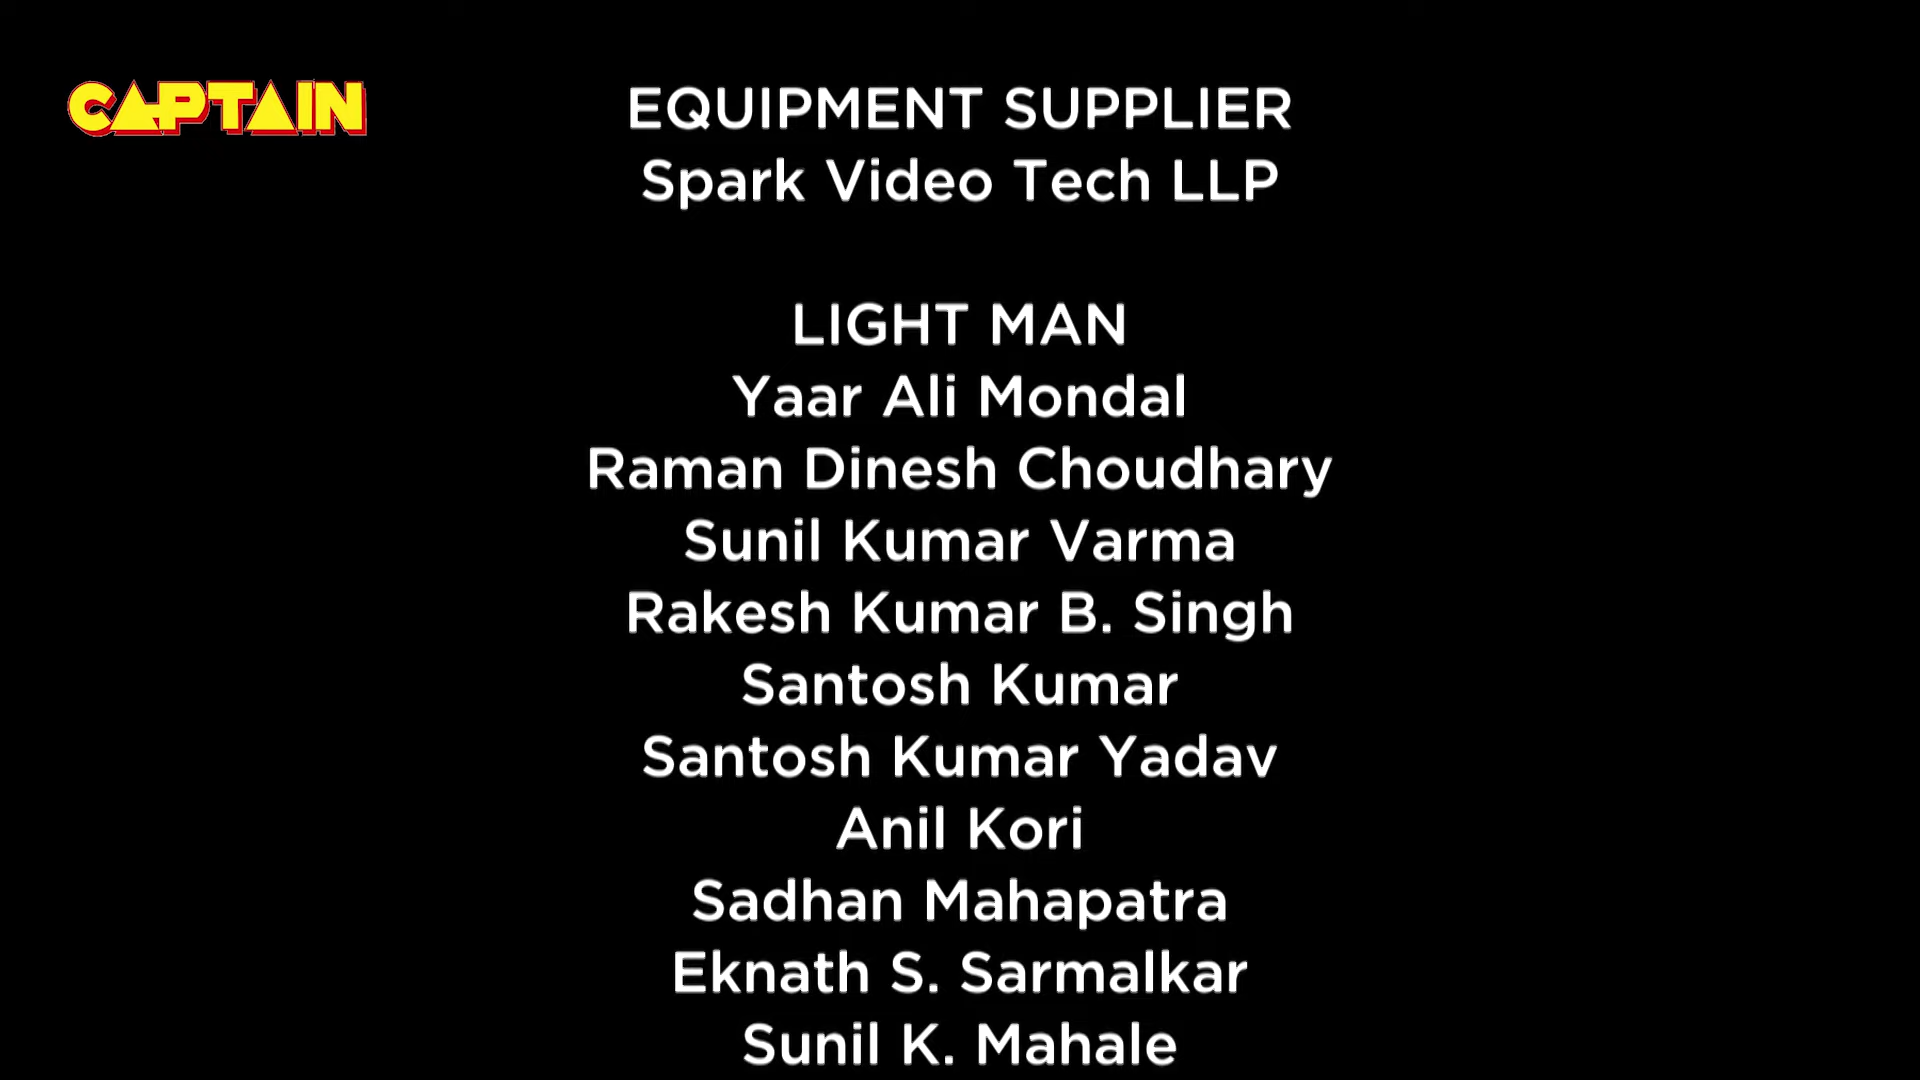 CAPTAIN
EQUIPMENT SUPPLIER
Spark Video Tech LLP
LIGHT MAN
Yaar Ali Mondal
Raman Dinesh Choudhary
Sunil Kumar Varma
Rakesh Kumar B. Singh
Santosh Kumar
Santosh Kumar Yadav
Anil Kori
Sadhan Mahapatra
Eknath S. Sarmalkar
Sunil K. Mahale